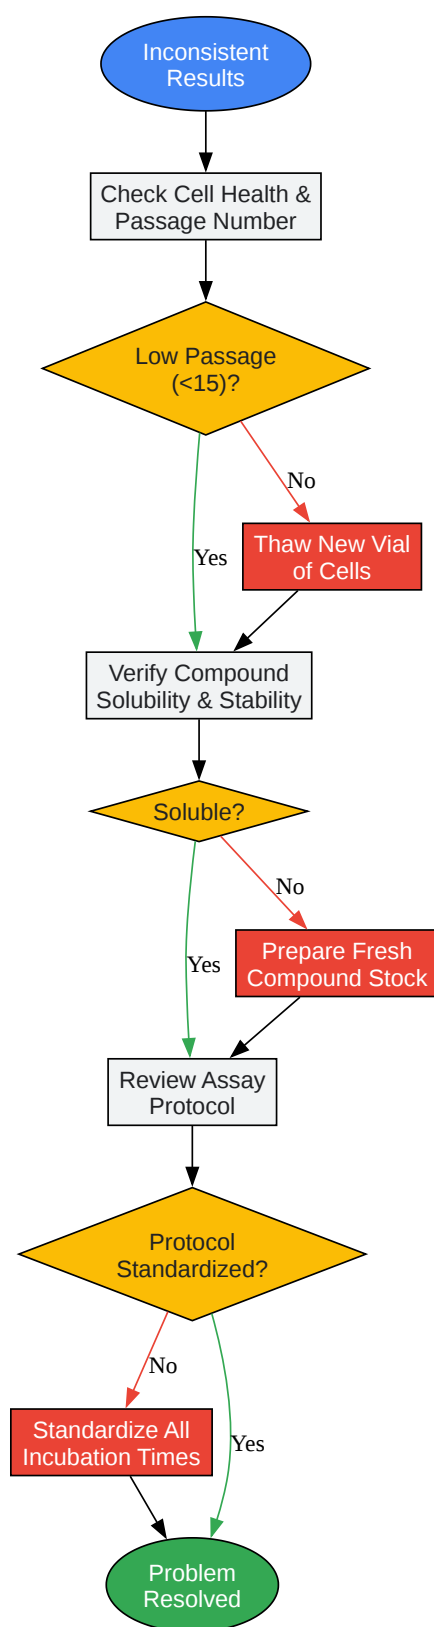 Inconsistent
Results
Check Cell Health &
Passage Number
Low Passage
(<15)?
No
Thaw New Vial
of Cells
Yes
Verify Compound
Solubility & Stability
Soluble?
No
Prepare Fresh
Compound Stock
Yes
Review Assay
Protocol
Protocol
Standardized?
No
Standardize All
Incubation Times
Yes
Problem
Resolved